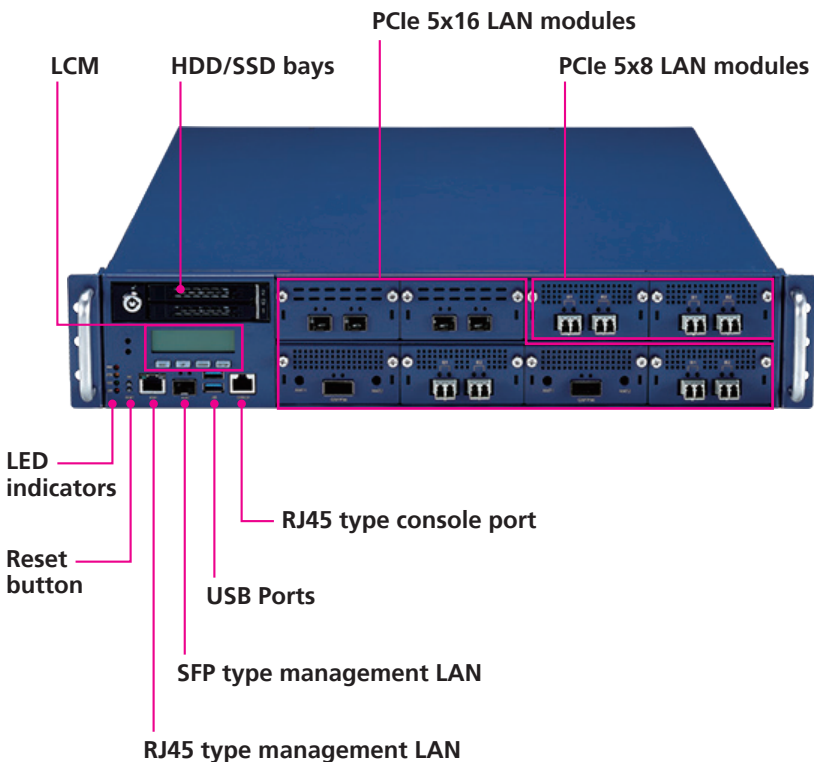 PCIe 5x16 LAN modules
LCM
HDD/SSD bays
PCIe 5x8 LAN modules
LED
indicators
RJ45 type console port
Reset
button
USB Ports
SFP type management LAN
RJ45 type management LAN